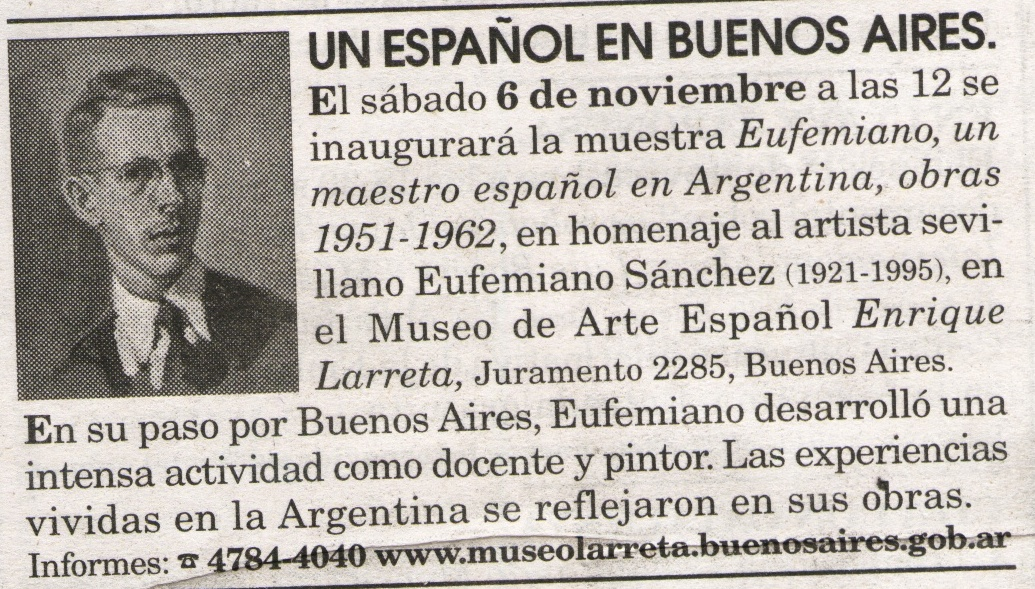 UN ESPAÑOL EN BUENOS AIRES.
El sábado 6 de noviembre a las 12 se
inaugurará la muestra Eufemiano, un
maestro español en Argentina, obras
1951-1962, en homenaje al artista sevi-
llano Eufemiano Sánchez (1921-1995), en
el Museo de Arte Español Enrique
Larreta, Juramento 2285, Buenos Aires.
En su paso por Buenos Aires, Eufemiano desarrolló una
intensa actividad como docente y pintor. Las experiencias
vividas en la Argentina se reflejaron en sus obras.
Informes: ☎ 4784-4040 www.museolarreta.buenosaires.gob.ar